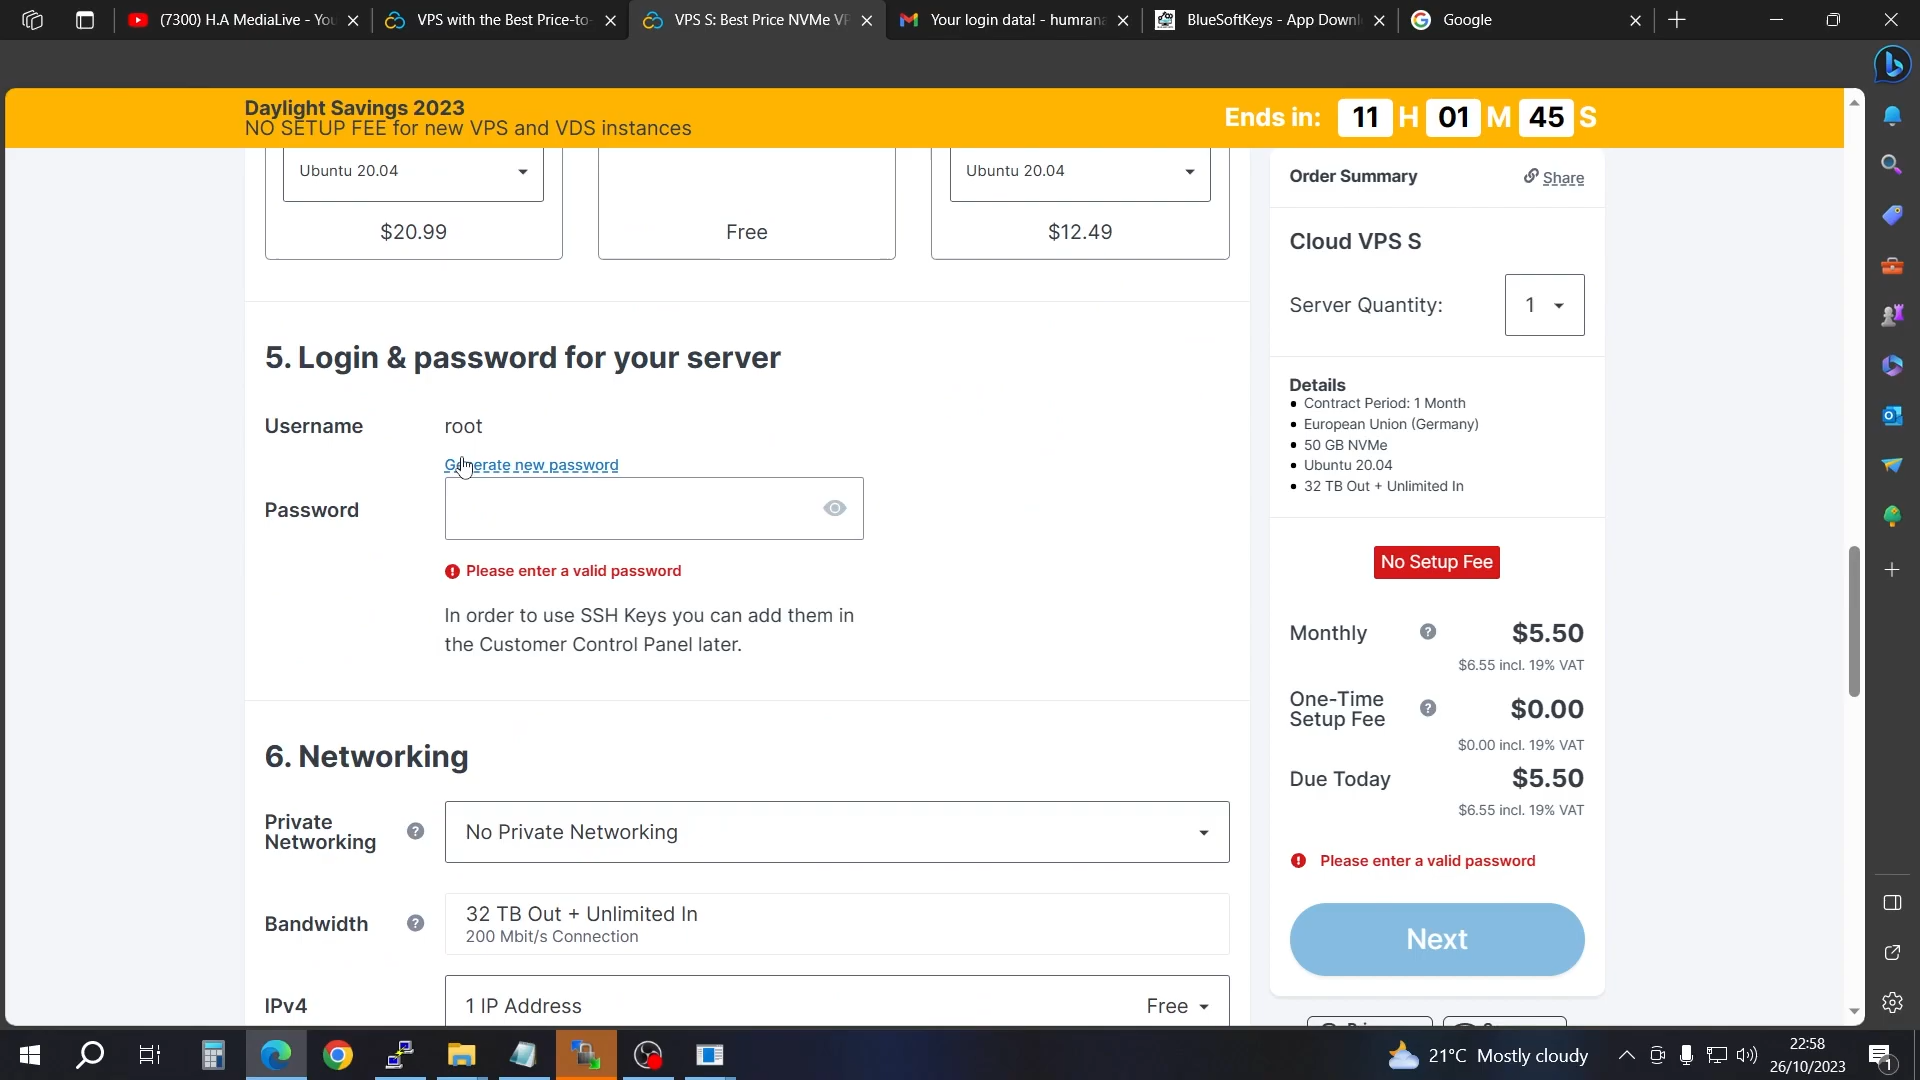 (7300) H.A MediaLive - You
VPS with the Best Price-to-
VPS S: Best Price NVMe VP
Your login data! - humrana
BlueSoftKeys - App Downl
Google
Daylight Savings 2023
NO SETUP FEE for new VPS and VDS instances
Ends in: 11 H 01 M 45 S
Ubuntu 20.04
Ubuntu 20.04
$20.99
Free
$12.49
Order Summary
Share
Cloud VPS S
Server Quantity: 1
Details
Contract Period: 1 Month
European Union (Germany)
50 GB NVMe
Ubuntu 20.04
32 TB Out + Unlimited In
No Setup Fee
Monthly ? $5.50
$6.55 incl. 19% VAT
One-Time
Setup Fee ? $0.00
$0.00 incl. 19% VAT
Due Today $5.50
$6.55 incl. 19% VAT
Please enter a valid password
Next
5. Login & password for your server
Username root
Generate new password
Password
Please enter a valid password
In order to use SSH Keys you can add them in
the Customer Control Panel later.
6. Networking
Private
Networking ? No Private Networking
Bandwidth ? 32 TB Out + Unlimited In
200 Mbit/s Connection
IPv4 1 IP Address Free
21°C Mostly cloudy
22:58
26/10/2023
1